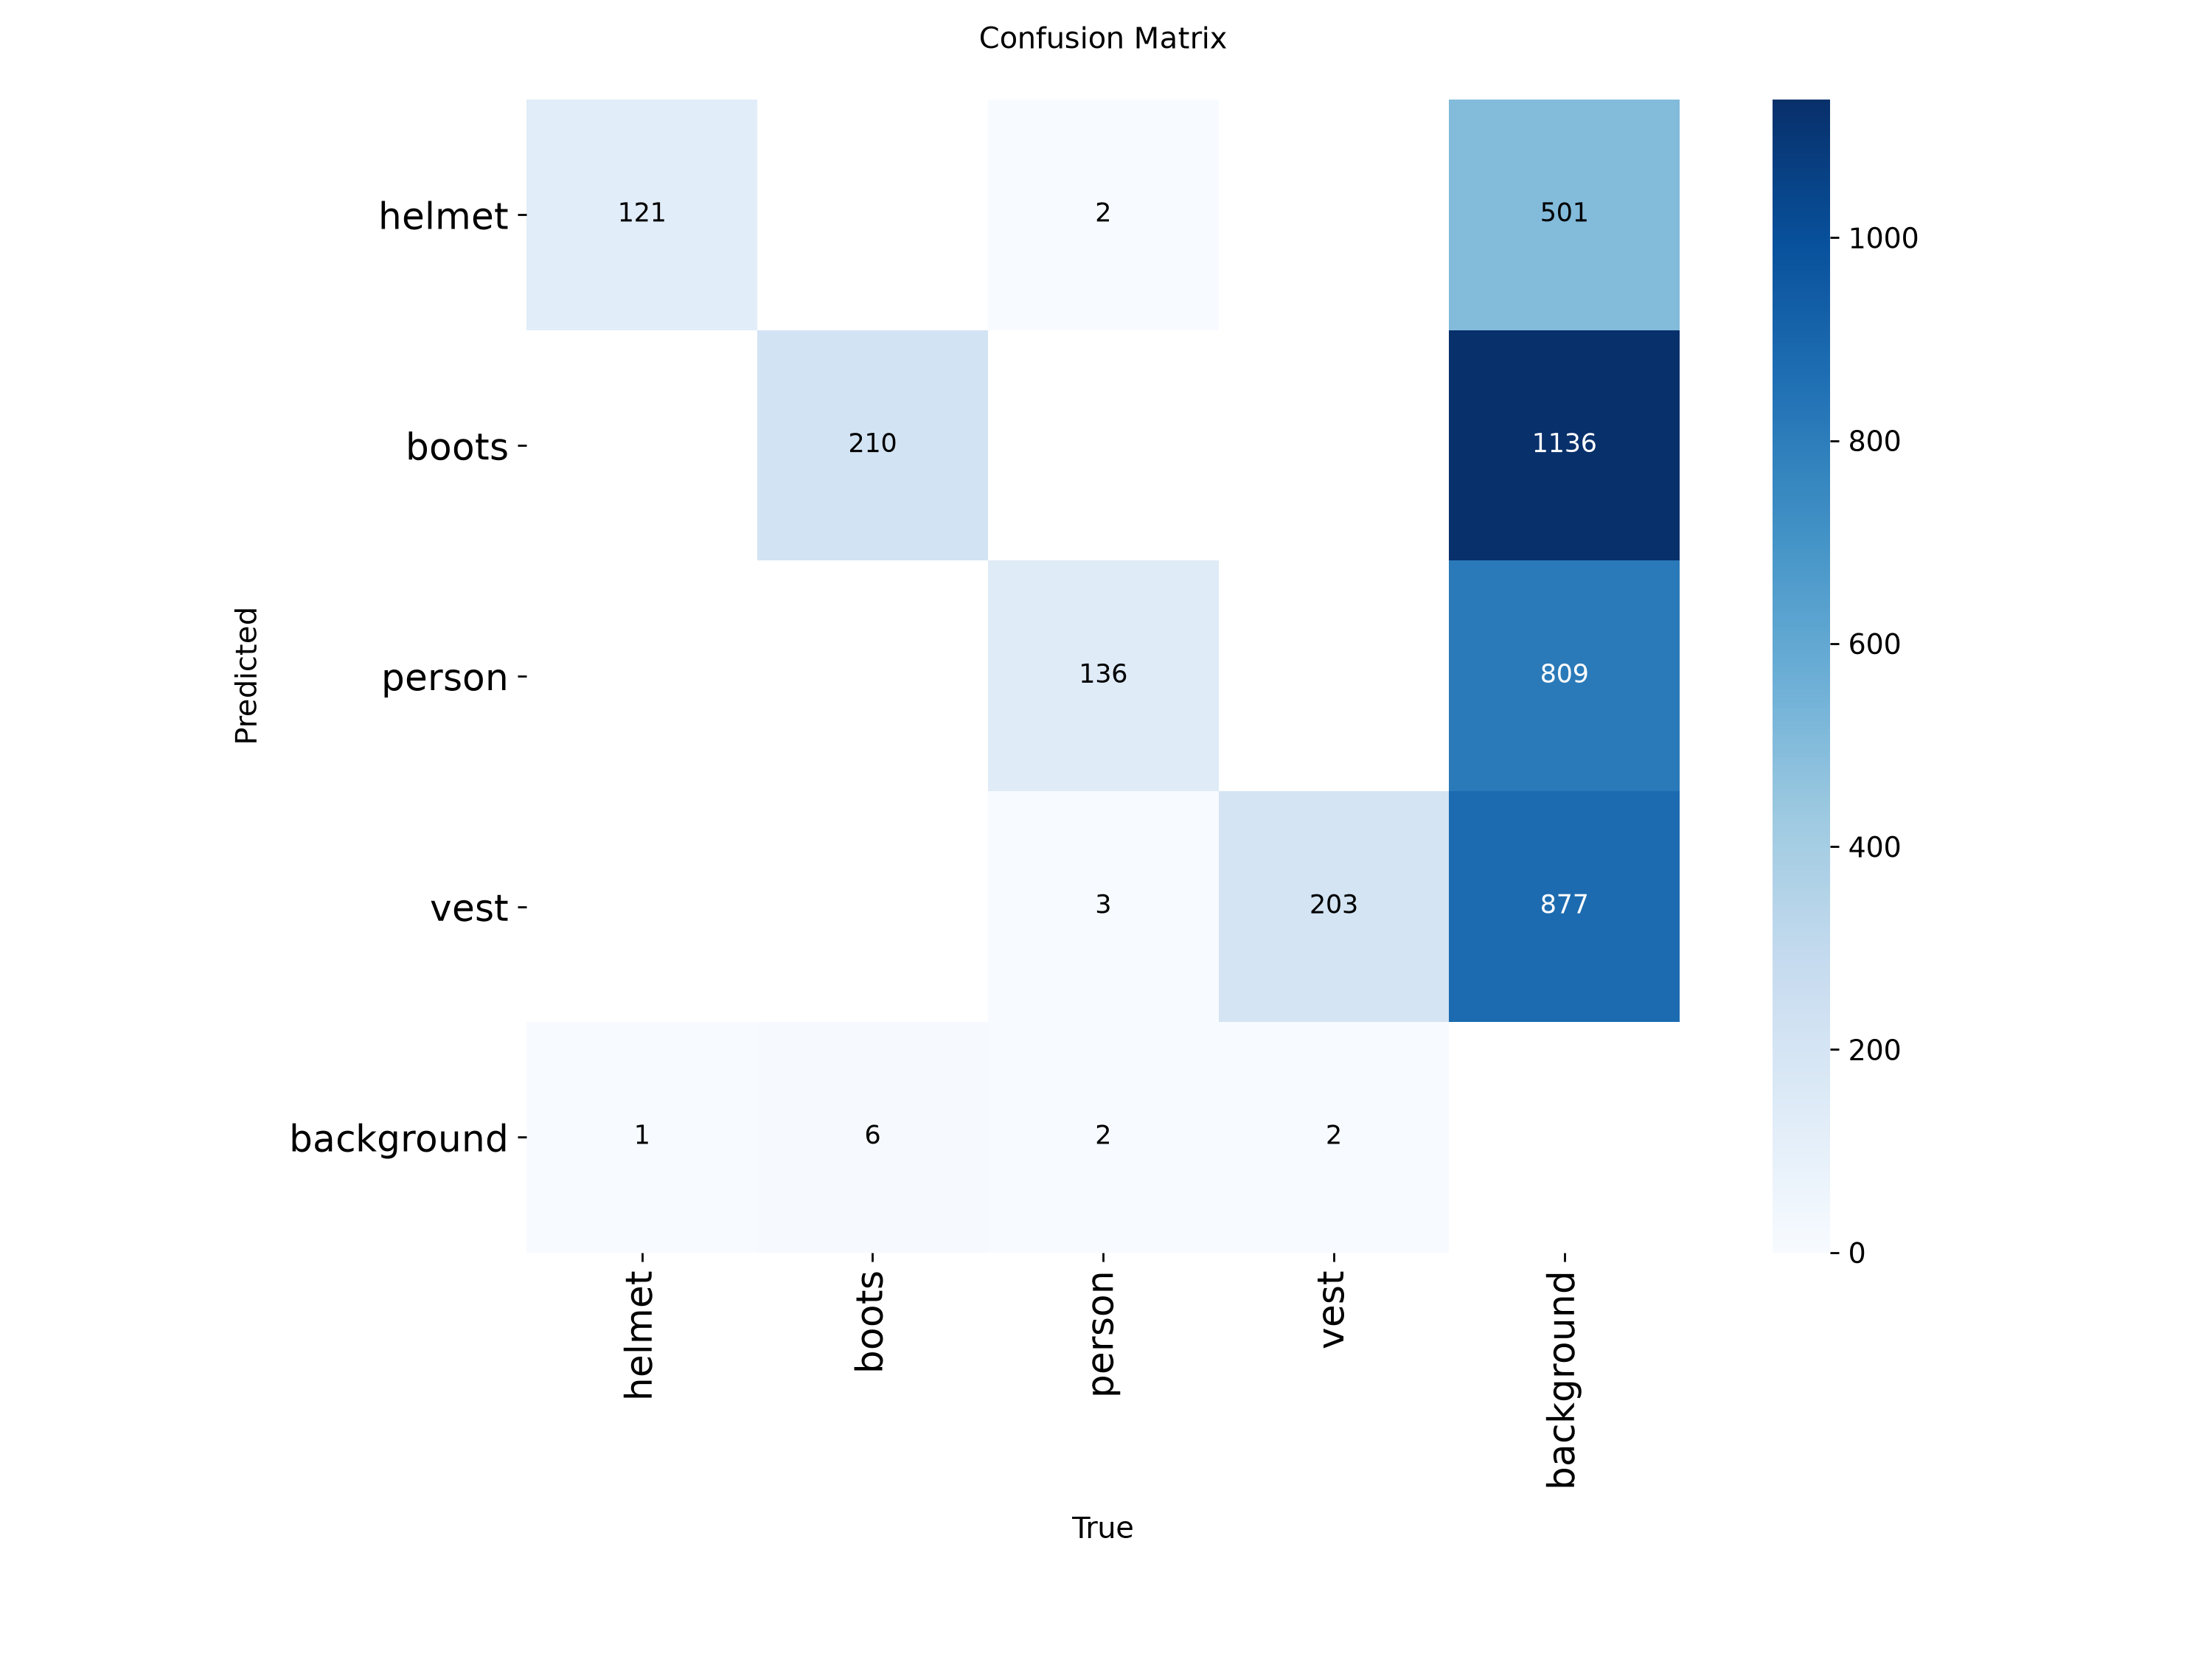 Confusion Matrix
helmet
121
2
501
1000
boots
210
1136
800
Predicted
person
136
809
600
vest
3
203
877
400
200
background
1
6
2
2
0
helmet
boots
person
vest
background
True